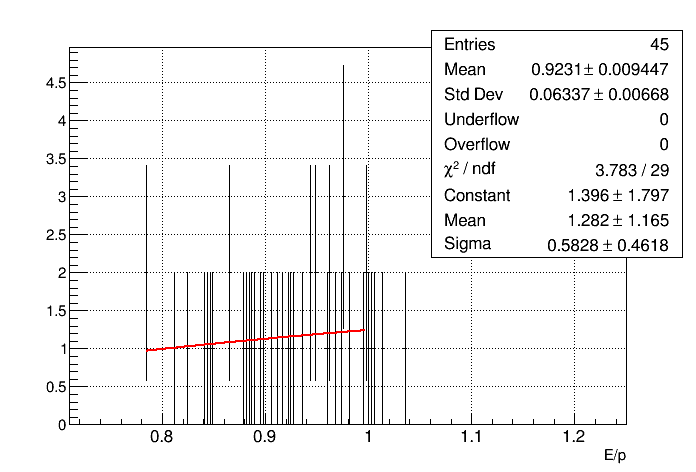 Entries 45
Mean 0.9231 ± 0.009447
Std Dev 0.06337 ± 0.00668
Underflow 0
Overflow 0
χ² / ndf 3.783 / 29
Constant 1.396 ± 1.797
Mean 1.282 ± 1.165
Sigma 0.5828 ± 0.4618
4.5
4
3.5
3
2.5
2
1.5
1
0.5
0
0.8 0.9 1 1.1 1.2
E/p